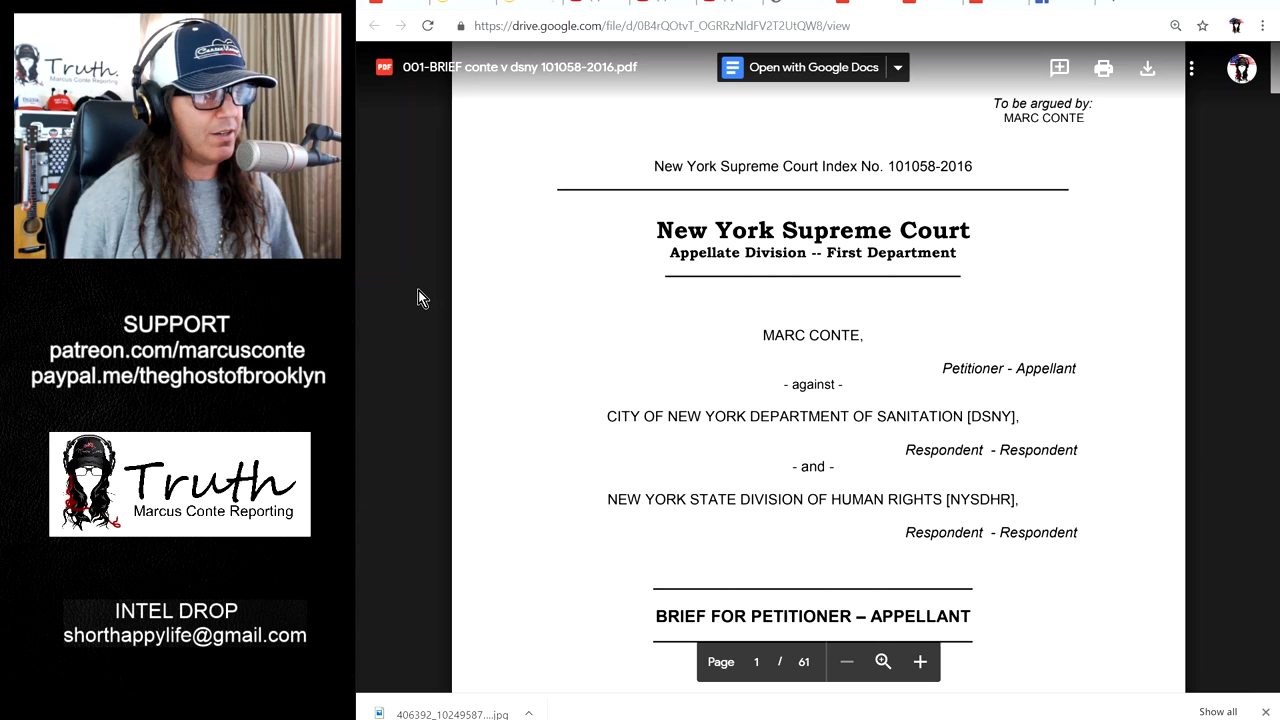 https://drive.google.com/file/d/0B4rQOtvT_OGRRzNldFV2T2UtQW8/view
PDF
001-BRIEF conte v dsny 101058-2016.pdf
Open with Google Docs
Truth.
Marcus Conte Reporting
To be argued by:
MARC CONTE
New York Supreme Court Index No. 101058-2016
New York Supreme Court
Appellate Division -- First Department
MARC CONTE,
Petitioner - Appellant
- against -
CITY OF NEW YORK DEPARTMENT OF SANITATION [DSNY],
Respondent - Respondent
- and -
NEW YORK STATE DIVISION OF HUMAN RIGHTS [NYSDHR],
Respondent - Respondent
BRIEF FOR PETITIONER – APPELLANT
Page 1 / 61
SUPPORT
patreon.com/marcusconte
paypal.me/theghostofbrooklyn
Truth
Marcus Conte Reporting
INTEL DROP
shorthappylife@gmail.com
406392_10249587....jpg
Show all